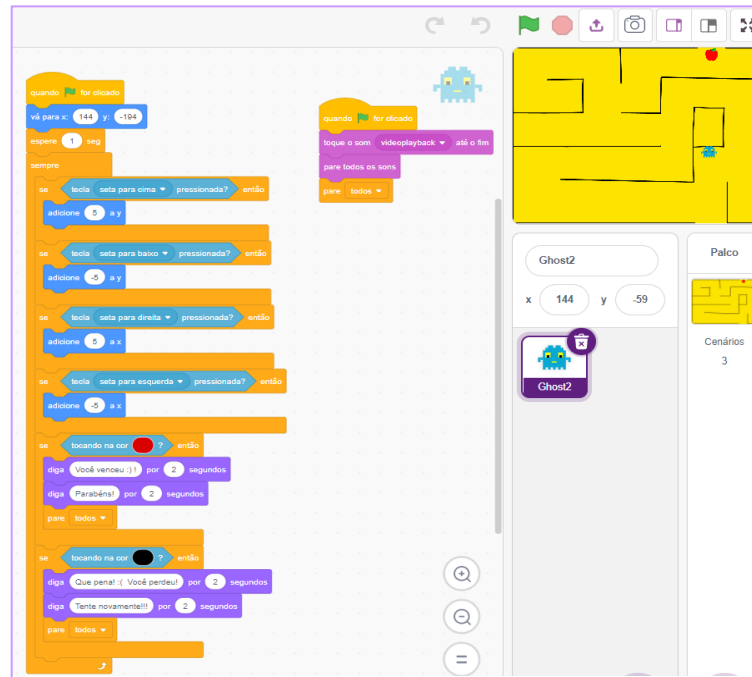 quando for clicado
vá para x: 144 y: -194
espere 1 seg
sempre
se tecla seta para cima pressionada? então
adicione 5 a y
se tecla seta para baixo pressionada? então
adicione -5 a y
se tecla seta para direita pressionada? então
adicione 5 a x
se tecla seta para esquerda pressionada? então
adicione -5 a x
se tocando na cor ? então
diga Você venceu :) ! por 2 segundos
diga Parabéns! por 2 segundos
pare todos
se tocando na cor ? então
diga Que pena! :( Você perdeu! por 2 segundos
diga Tente novamente!!! por 2 segundos
pare todos
quando for clicado
toque o som videoplayback até o fim
pare todos os sons
pare todos
Ghost2
x 144 y -59
Ghost2
Palco
Cenários
3